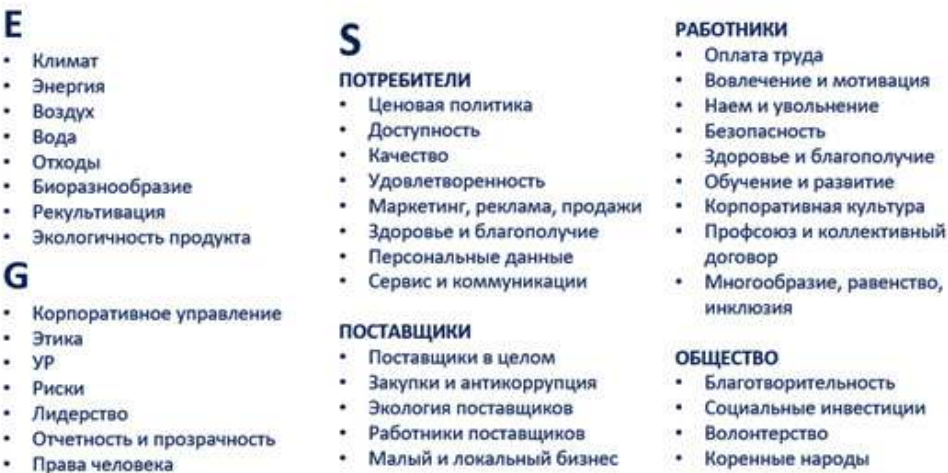 E
• Климат
• Энергия
• Воздух
• Вода
• Отходы
• Биоразнообразие
• Рекультивация
• Экологичность продукта
G
• Корпоративное управление
• Этика
• УР
• Риски
• Лидерство
• Отчетность и прозрачность
• Права человека
S
ПОТРЕБИТЕЛИ
• Ценовая политика
• Доступность
• Качество
• Удовлетворенность
• Маркетинг, реклама, продажи
• Здоровье и благополучие
• Персональные данные
• Сервис и коммуникации
ПОСТАВЩИКИ
• Поставщики в целом
• Закупки и антикоррупция
• Экология поставщиков
• Работники поставщиков
• Малый и локальный бизнес
РАБОТНИКИ
• Оплата труда
• Вовлечение и мотивация
• Наем и увольнение
• Безопасность
• Здоровье и благополучие
• Обучение и развитие
• Корпоративная культура
• Профсоюз и коллективный
договор
• Многообразие, равенство,
инклюзия
ОБЩЕСТВО
• Благотворительность
• Социальные инвестиции
• Волонтерство
• Коренные народы